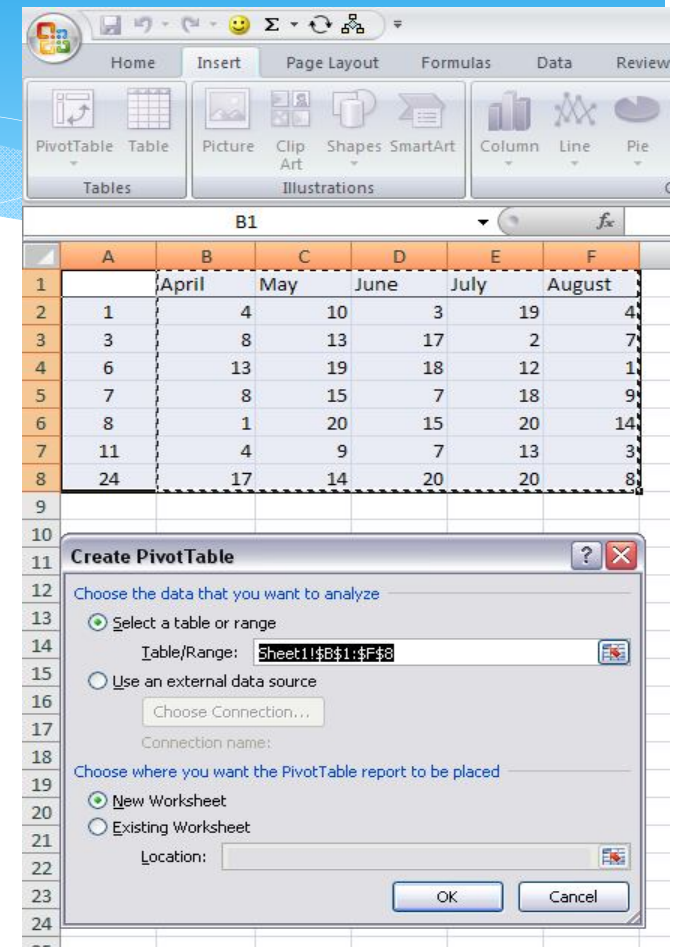 Σ
Home Insert Page Layout Formulas Data Review
PivotTable Table Picture Clip Art Shapes SmartArt Column Line Pie
Tables Illustrations
B1 fx
A B C D E F
1 April May June July August
2 1 4 10 3 19 4
3 3 8 13 17 2 7
4 6 13 19 18 12 1
5 7 8 15 7 18 9
6 8 1 20 15 20 14
7 11 4 9 7 13 3
8 24 17 14 20 20 8
9
10
11 Create PivotTable ?
12 Choose the data that you want to analyze
13 Select a table or range
14 Table/Range: Sheet1!$B$1:$F$8
15 Use an external data source
16 Choose Connection...
17 Connection name:
18
19 Choose where you want the PivotTable report to be placed
20 New Worksheet
21 Existing Worksheet
22 Location:
23 OK Cancel
24